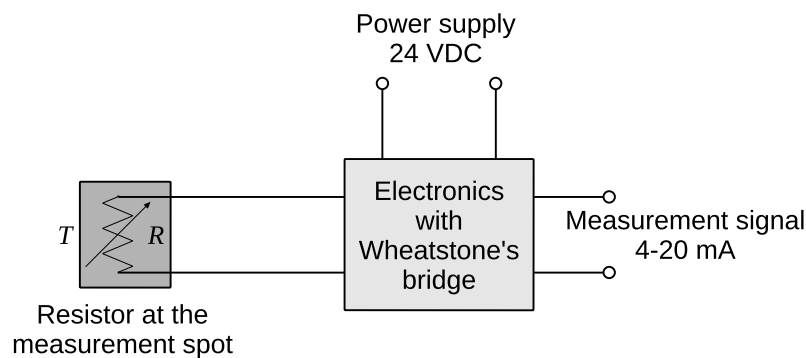 Power supply
24 VDC
Electronics
with
Wheatstone's
bridge
T
R
Measurement signal
4-20 mA
Resistor at the
measurement spot